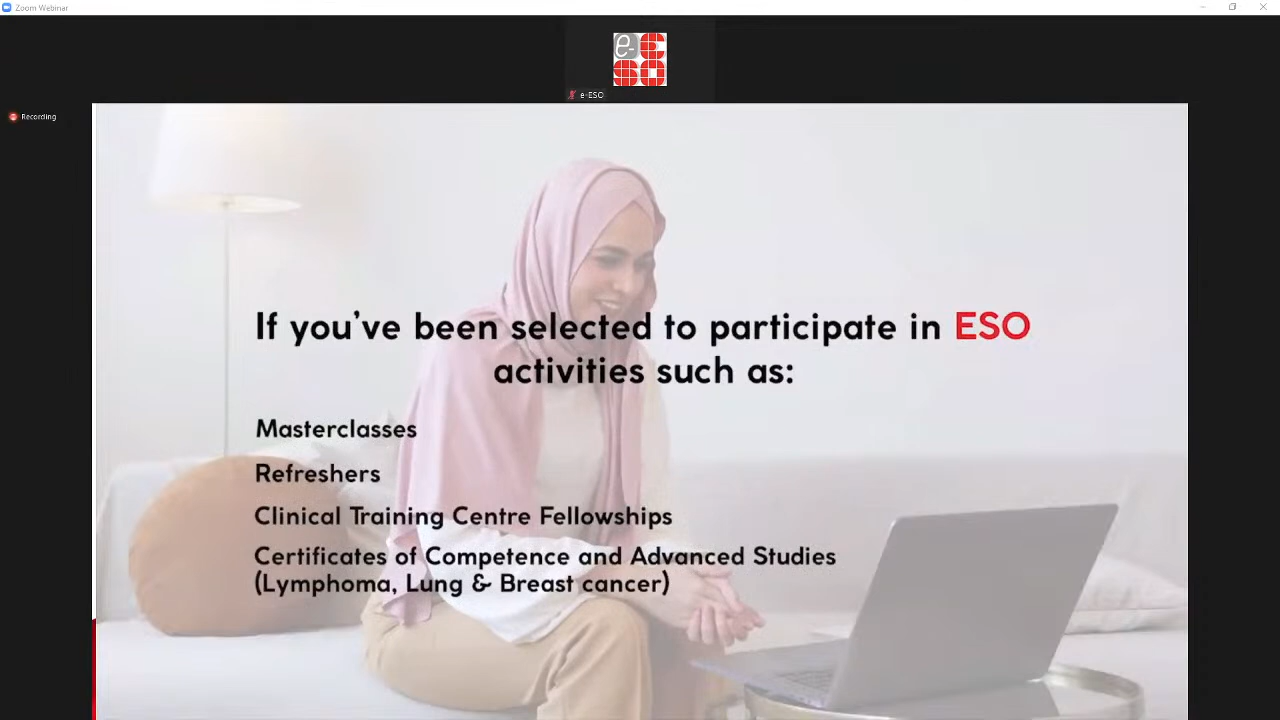 Zoom Webinar
e-ESO
e-ESO
Recording
If you've been selected to participate in ESO
activities such as:
Masterclasses
Refreshers
Clinical Training Centre Fellowships
Certificates of Competence and Advanced Studies
(Lymphoma, Lung & Breast cancer)